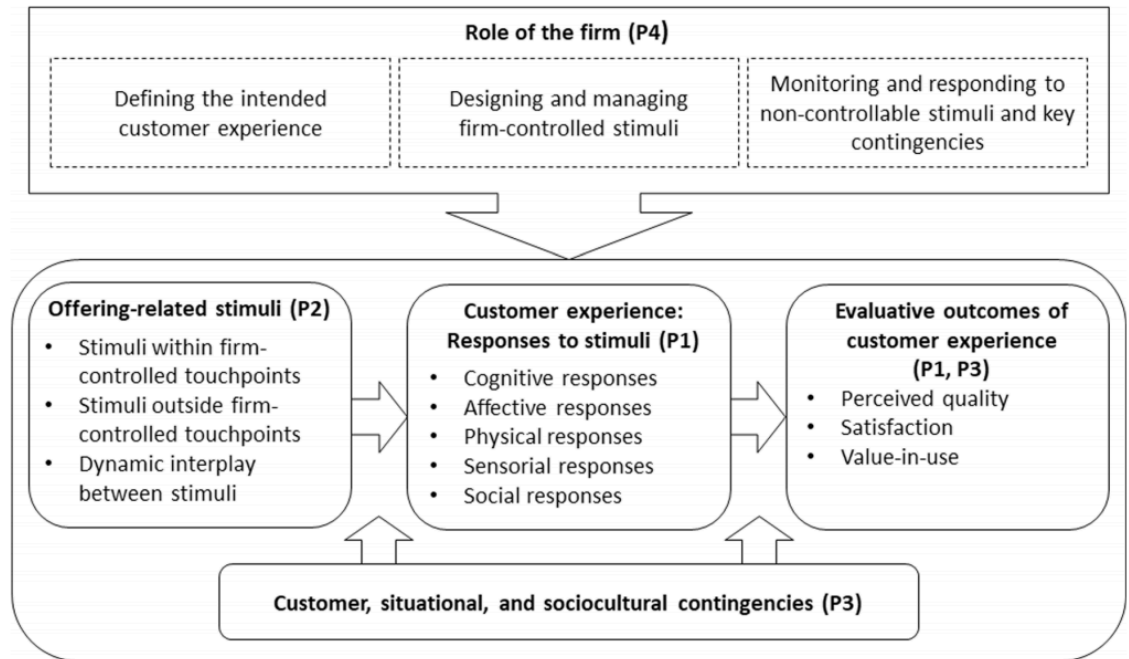 Role of the firm (P4)
Defining the intended
customer experience
Designing and managing
firm-controlled stimuli
Monitoring and responding to
non-controllable stimuli and key
contingencies
Offering-related stimuli (P2)
• Stimuli within firm-
controlled touchpoints
• Stimuli outside firm-
controlled touchpoints
• Dynamic interplay
between stimuli
Customer experience:
Responses to stimuli (P1)
• Cognitive responses
• Affective responses
• Physical responses
• Sensorial responses
• Social responses
Evaluative outcomes of
customer experience
(P1, P3)
• Perceived quality
• Satisfaction
• Value-in-use
Customer, situational, and sociocultural contingencies (P3)